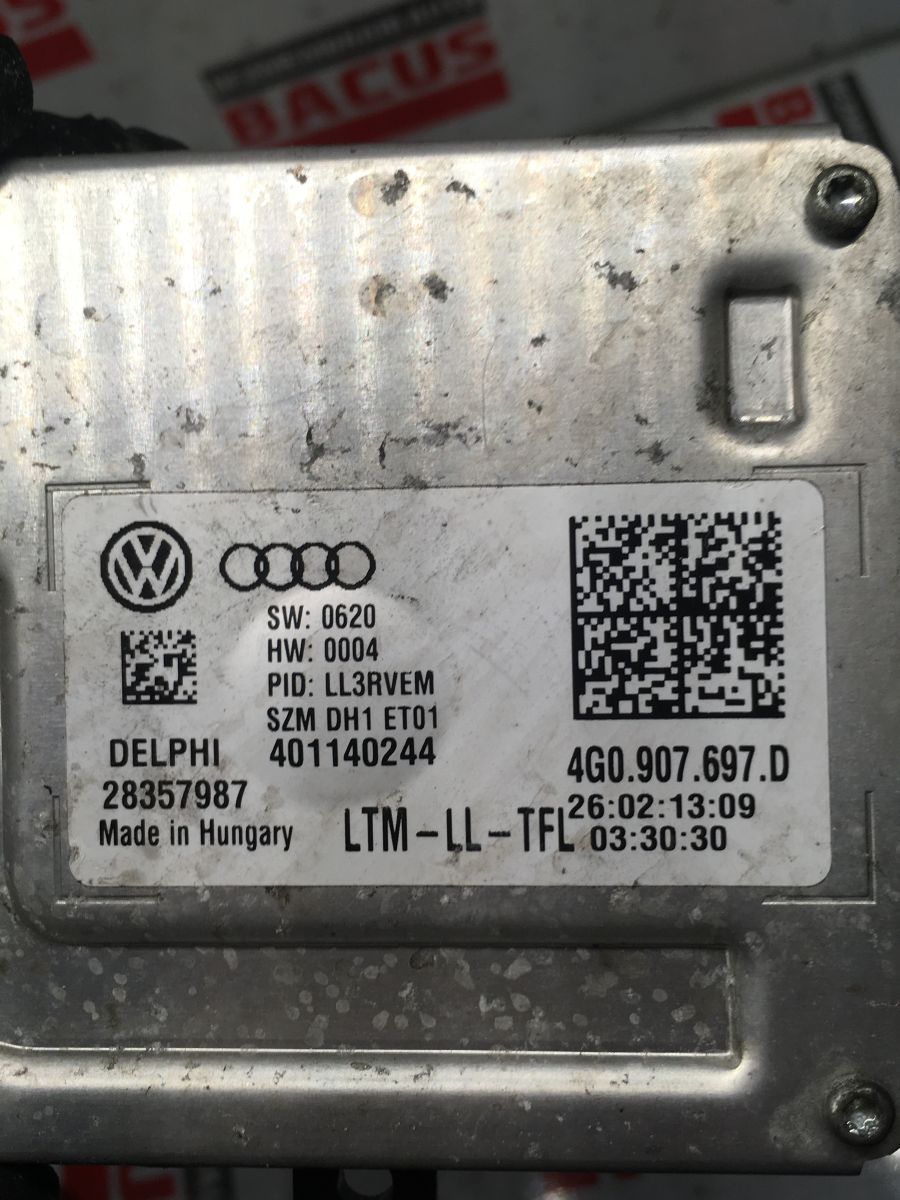 BACUS
SW: 0620
HW: 0004
PID: LL3RVEM
SZM DH1 ET01
DELPHI
401140244
28357987
Made in Hungary
LTM-LL-TFL
4G0.907.697.D
26:02:13:09
03:30:30